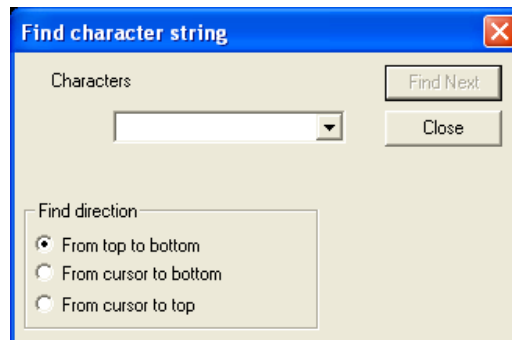 Find character string
Characters
Find Next
Close
Find direction
From top to bottom
From cursor to bottom
From cursor to top